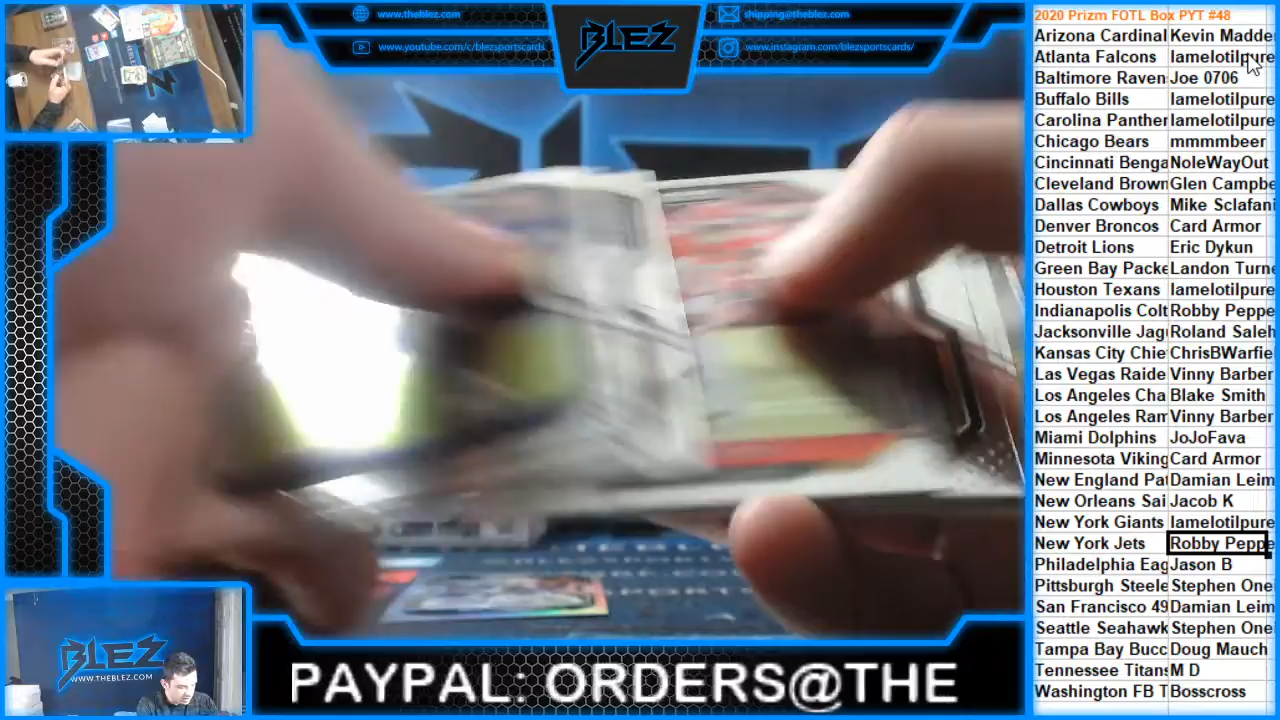 www.theblez.com
shipping@theblez.com
www.youtube.com/c/blezsportscards
www.instagram.com/blezsportscards/
BLEZ
2020 Prizm FOTL Box PYT #48
Arizona Cardinal Kevin Madde
Atlanta Falcons Iamelotilpure
Baltimore Raven Joe 0706
Buffalo Bills Iamelotilpure
Carolina Panther Iamelotilpure
Chicago Bears mmmmbeer
Cincinnati Benga NoleWayOut
Cleveland Brown Glen Campbe
Dallas Cowboys Mike Sclafani
Denver Broncos Card Armor
Detroit Lions Eric Dykun
Green Bay Packe Landon Turne
Houston Texans Iamelotilpure
Indianapolis Colt Robby Peppe
Jacksonville Jagu Roland Saleh
Kansas City Chie ChrisBWarfie
Las Vegas Raide Vinny Barber
Los Angeles Cha Blake Smith
Los Angeles Ram Vinny Barber
Miami Dolphins JoJoFava
Minnesota Viking Card Armor
New England Pat Damian Leim
New Orleans Sai Jacob K
New York Giants Iamelotilpure
New York Jets Robby Peppe
Philadelphia Eag Jason B
Pittsburgh Steele Stephen One
San Francisco 49 Damian Leim
Seattle Seahawk Stephen One
Tampa Bay Bucc Doug Mauch
Tennessee Titans M D
Washington FB T Bosscross
BLEZ
WWW.THEBLEZ.COM
PAYPAL: ORDERS@THE